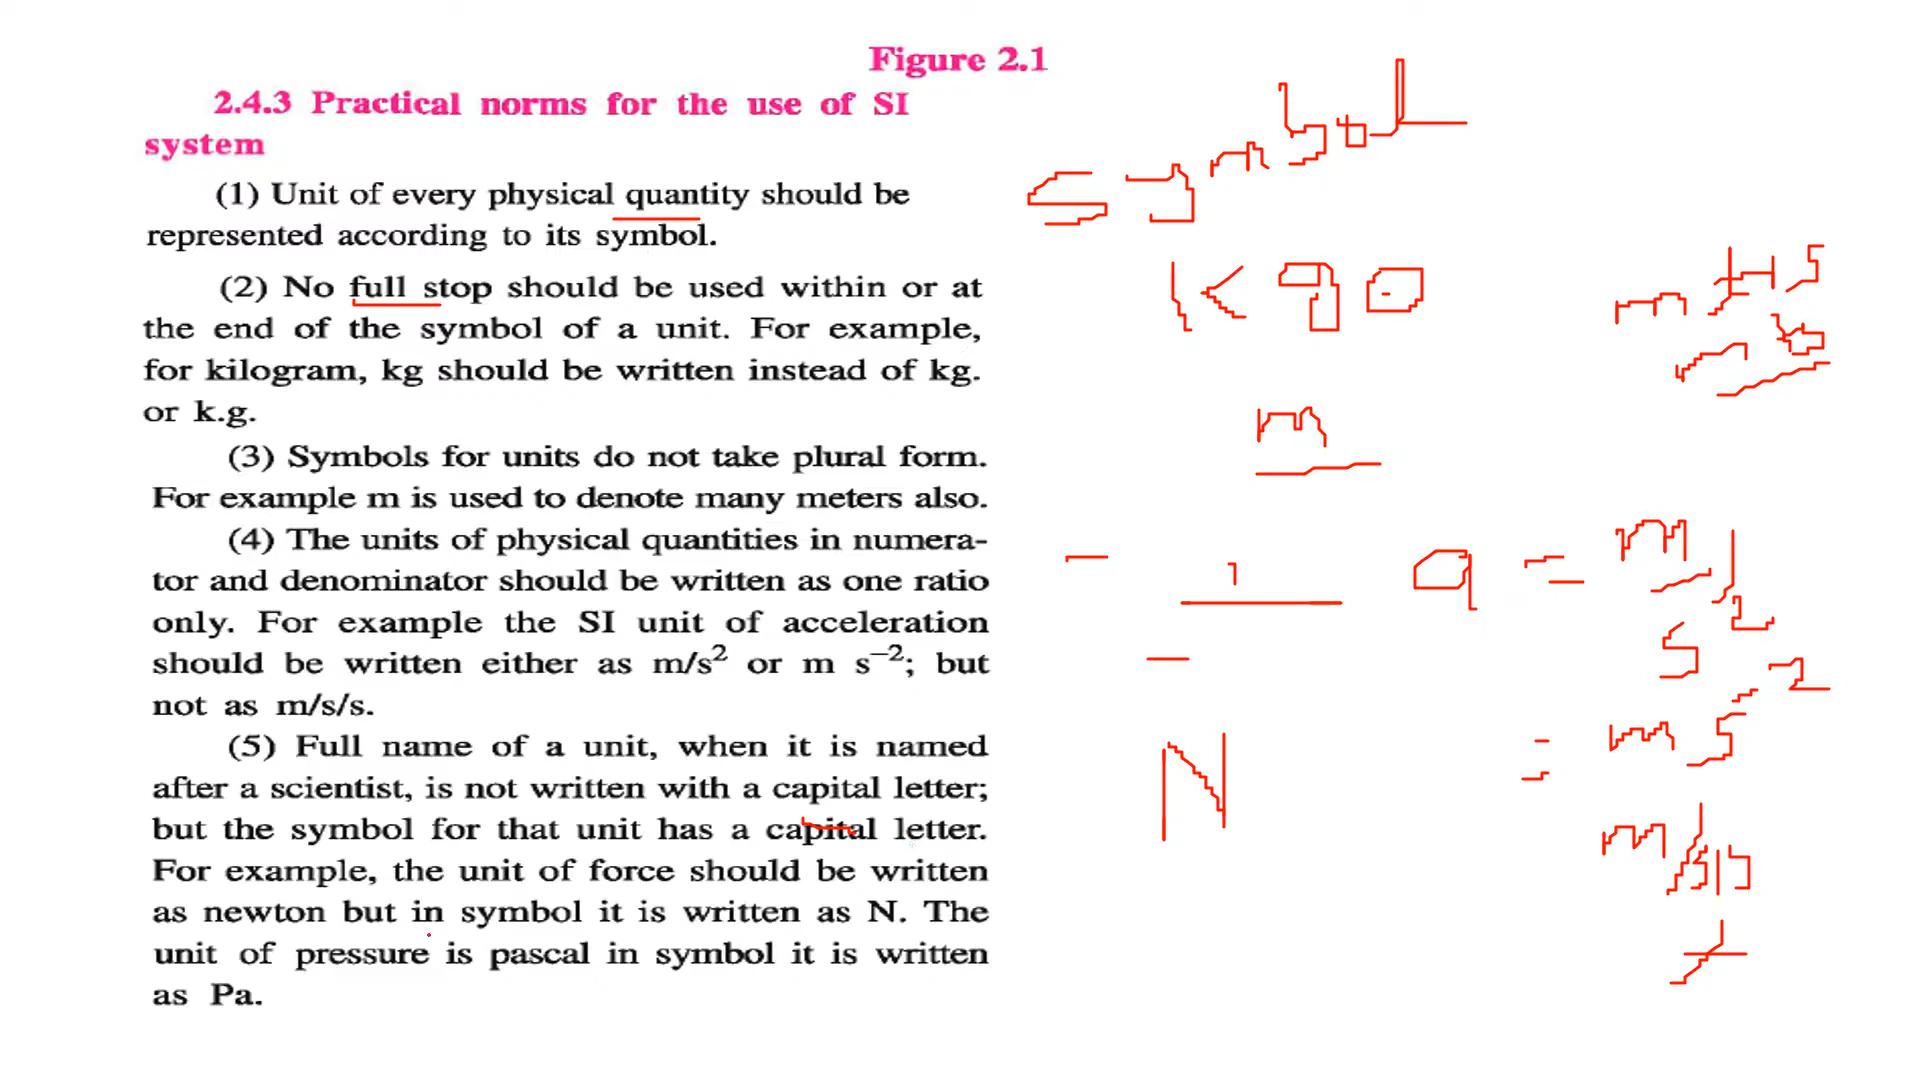 Figure 2.1
2.4.3 Practical norms for the use of SI
system
(1) Unit of every physical quantity should be
represented according to its symbol.
(2) No full stop should be used within or at
the end of the symbol of a unit. For example,
for kilogram, kg should be written instead of kg.
or k.g.
(3) Symbols for units do not take plural form.
For example m is used to denote many meters also.
(4) The units of physical quantities in numera-
tor and denominator should be written as one ratio
only. For example the SI unit of acceleration
should be written either as m/s² or m s⁻²; but
not as m/s/s.
(5) Full name of a unit, when it is named
after a scientist, is not written with a capital letter;
but the symbol for that unit has a capital letter.
For example, the unit of force should be written
as newton but in symbol it is written as N. The
unit of pressure is pascal in symbol it is written
as Pa.
symbol
m
a = m/
s²
= m s⁻²
N